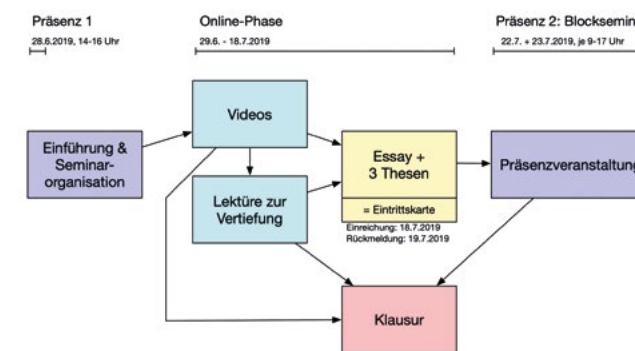 Präsenz 1
28.6.2019, 14-16 Uhr
Online-Phase
29.6. - 18.7.2019
Präsenz 2: Blocksemin
22.7. + 23.7.2019, je 9-17 Uhr
Einführung &
Seminar-
organisation
Videos
Lektüre zur
Vertiefung
Essay +
3 Thesen
= Eintrittskarte
Einreichung: 18.7.2019
Rückmeldung: 19.7.2019
Präsenzveranstaltung
Klausur